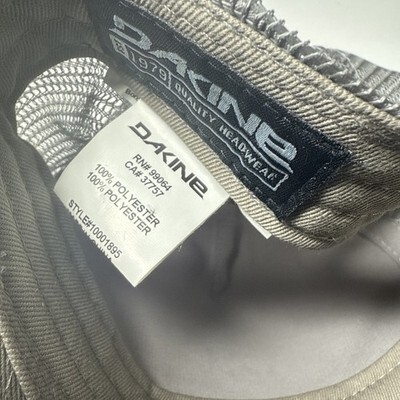 DAKINE
1979 QUALITY HEADWEAR
DAKINE
RN# 99064
CA# 37757
100% POLYESTER
100% POLYESTER
STYLE#10001895